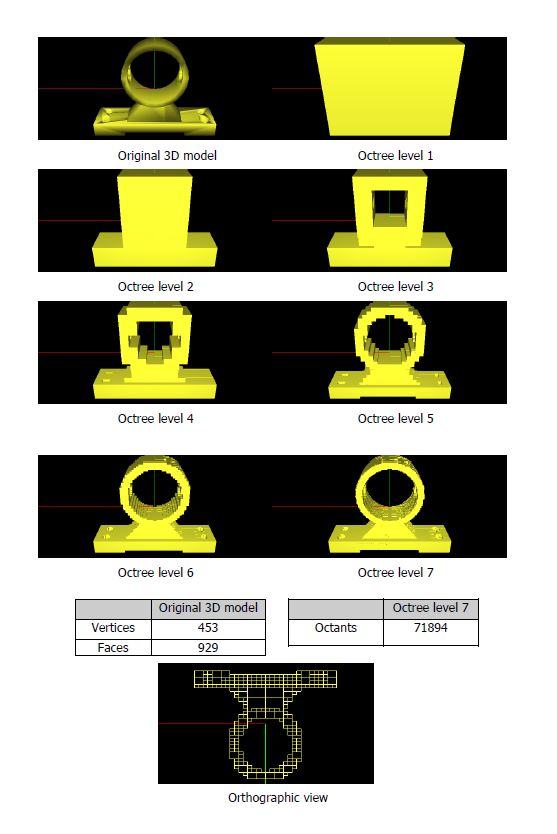 Original 3D model
Octree level 1
Octree level 2
Octree level 3
Octree level 4
Octree level 5
Octree level 6
Octree level 7
Original 3D model
Vertices 453
Faces 929
Octree level 7
Octants 71894
Orthographic view